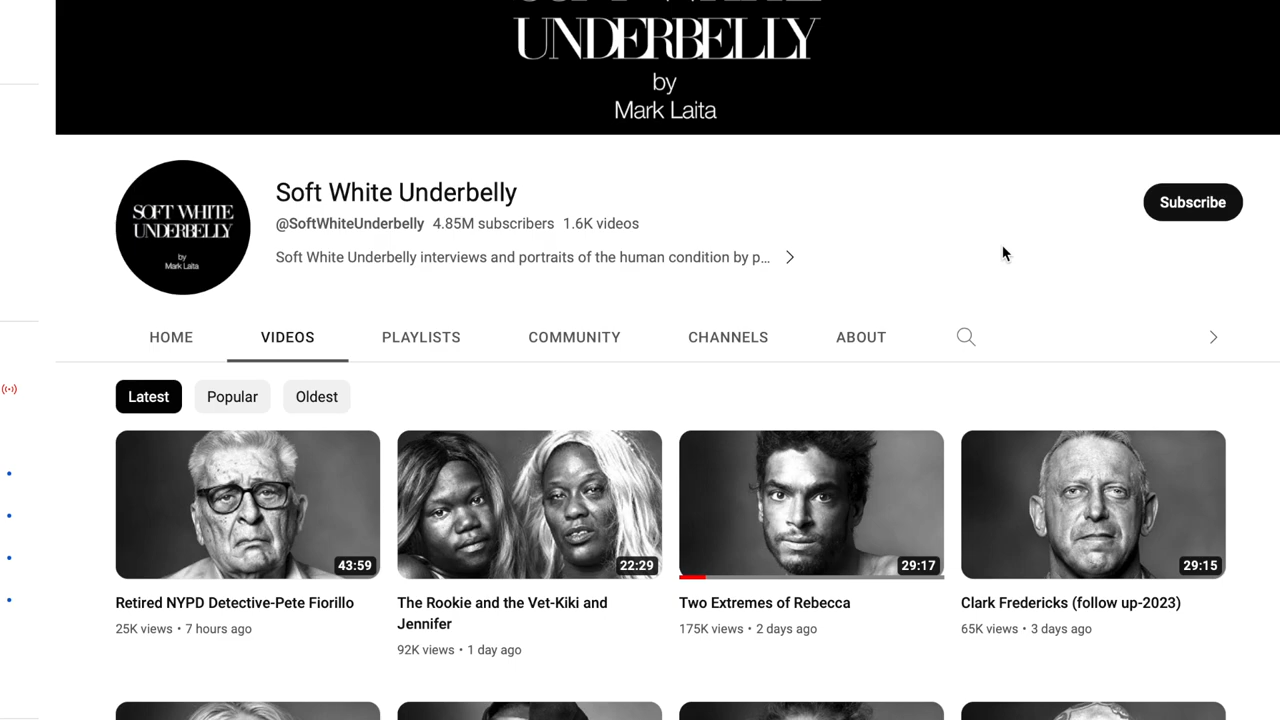 UNDERBELLY
by
Mark Laita
SOFT WHITE
UNDERBELLY
by
Mark Laita
Soft White Underbelly
@SoftWhiteUnderbelly 4.85M subscribers 1.6K videos
Soft White Underbelly interviews and portraits of the human condition by p...
Subscribe
HOME VIDEOS PLAYLISTS COMMUNITY CHANNELS ABOUT
Latest Popular Oldest
43:59 22:29 29:17 29:15
Retired NYPD Detective-Pete Fiorillo
25K views • 7 hours ago
The Rookie and the Vet-Kiki and
Jennifer
92K views • 1 day ago
Two Extremes of Rebecca
175K views • 2 days ago
Clark Fredericks (follow up-2023)
65K views • 3 days ago